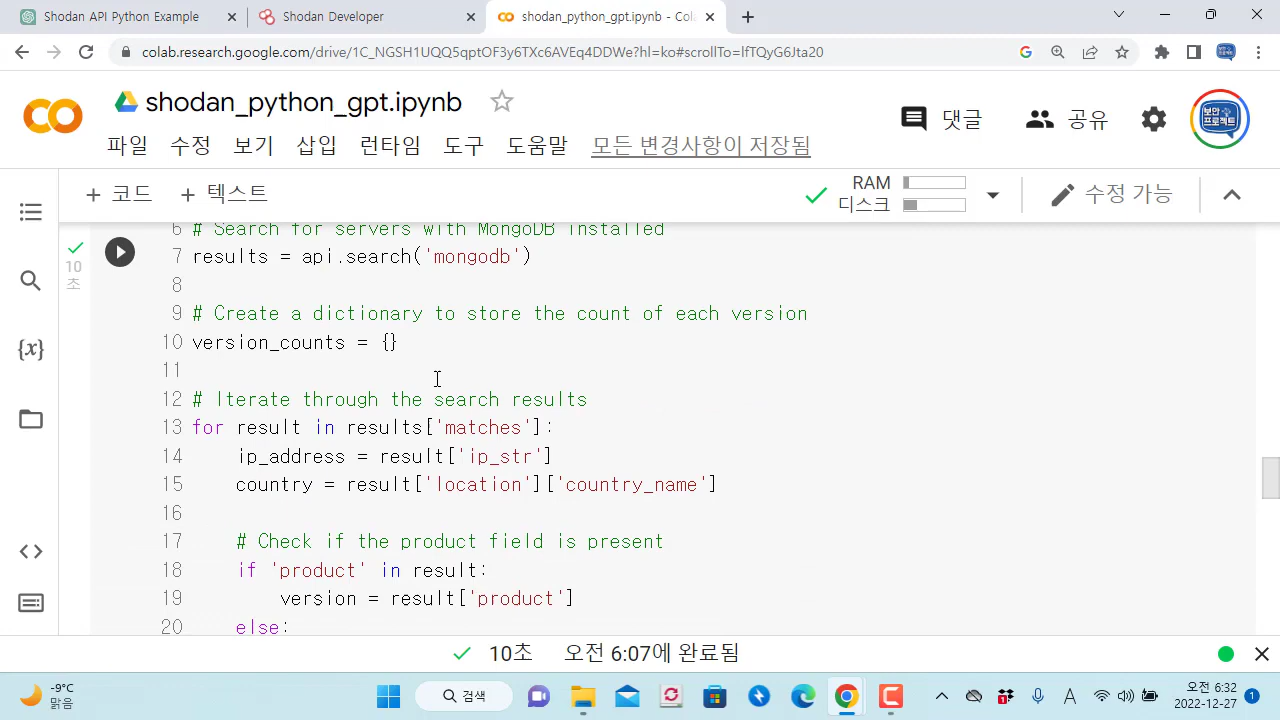 Shodan API Python Example
Shodan Developer
shodan_python_gpt.ipynb - Col
colab.research.google.com/drive/1C_NGSH1UQQ5qptOF3y6TXc6AVEq4DDWe?hl=ko#scrollTo=lfTQyG6Jta20
shodan_python_gpt.ipynb
댓글
공유
파일 수정 보기 삽입 런타임 도구 도움말 모든 변경사항이 저장됨
+ 코드 + 텍스트
RAM
디스크
수정 가능
6 # Search for servers with MongoDB installed
10
초
7 results = api.search('mongodb')
8
9 # Create a dictionary to store the count of each version
10 version_counts = {}
11
12 # Iterate through the search results
13 for result in results['matches']:
14 ip_address = result['ip_str']
15 country = result['location']['country_name']
16
17 # Check if the product field is present
18 if 'product' in result:
19 version = result['product']
20 else:
10초 오전 6:07에 완료됨
-9°C
맑음
검색
A
오전 6:32
2022-12-27
1